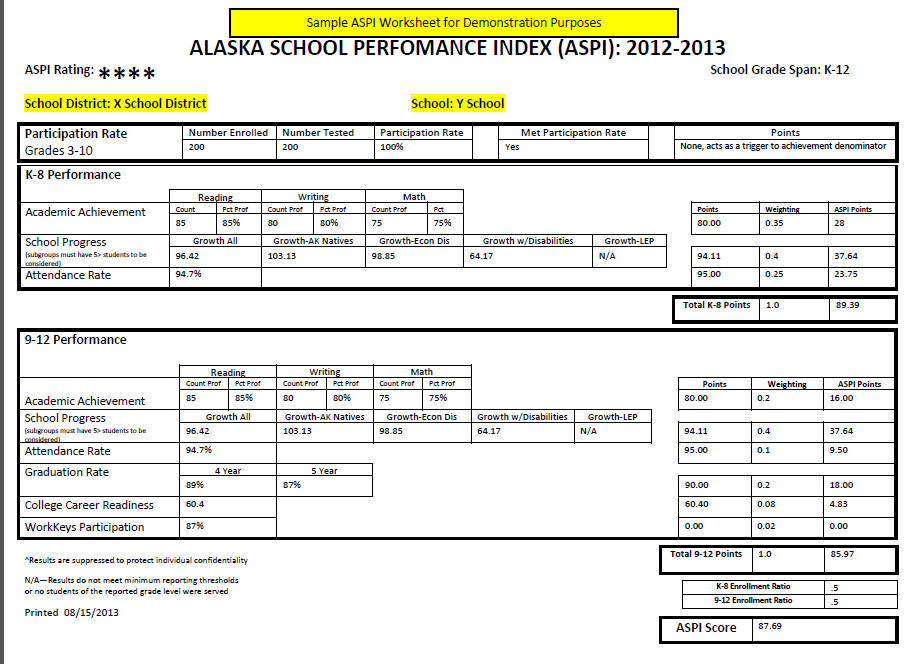 Sample ASPI Worksheet for Demonstration Purposes
ALASKA SCHOOL PERFOMANCE INDEX (ASPI): 2012-2013
ASPI Rating: **** School Grade Span: K-12
School District: X School District School: Y School
Participation Rate Number Enrolled Number Tested Participation Rate Met Participation Rate Points
Grades 3-10 200 200 100% Yes None, acts as a trigger to achievement denominator
K-8 Performance
Reading Writing Math
Academic Achievement Count Pct Prof Count Prof Pct Prof Count Prof Pct Points Weighting ASPI Points
85 85% 80 80% 75 75% 80.00 0.35 28
School Progress Growth All Growth-AK Natives Growth-Econ Dis Growth w/Disabilities Growth-LEP
(subgroups must have 5> students to be 96.42 103.13 98.85 64.17 N/A 94.11 0.4 37.64
considered)
Attendance Rate 94.7% 95.00 0.25 23.75
Total K-8 Points 1.0 89.39
9-12 Performance
Reading Writing Math
Count Prof Pct Prof Count Prof Pct Prof Count Prof Pct Prof Points Weighting ASPI Points
Academic Achievement 85 85% 80 80% 75 75% 80.00 0.2 16.00
School Progress Growth All Growth-AK Natives Growth-Econ Dis Growth w/Disabilities Growth-LEP
(subgroups must have 5> students to be 96.42 103.13 98.85 64.17 N/A 94.11 0.4 37.64
considered)
Attendance Rate 94.7% 95.00 0.1 9.50
Graduation Rate 4 Year 5 Year
89% 87% 90.00 0.2 18.00
College Career Readiness 60.4 60.40 0.08 4.83
WorkKeys Participation 87% 0.00 0.02 0.00
Total 9-12 Points 1.0 85.97
^Results are suppressed to protect individual confidentiality
N/A—Results do not meet minimum reporting thresholds
or no students of the reported grade level were served
K-8 Enrollment Ratio .5
9-12 Enrollment Ratio .5
Printed 08/15/2013
ASPI Score 87.69